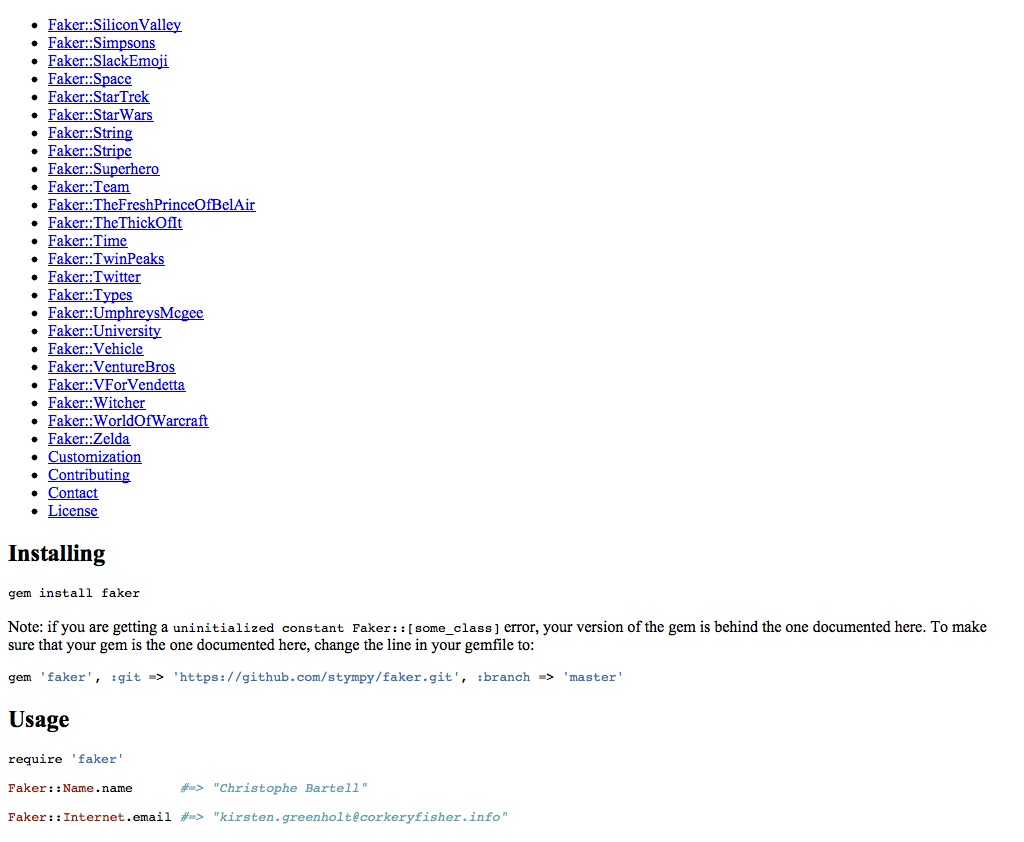 Faker::SiliconValley
Faker::Simpsons
Faker::SlackEmoji
Faker::Space
Faker::StarTrek
Faker::StarWars
Faker::String
Faker::Stripe
Faker::Superhero
Faker::Team
Faker::TheFreshPrinceOfBelAir
Faker::TheThickOfIt
Faker::Time
Faker::TwinPeaks
Faker::Twitter
Faker::Types
Faker::UmphreysMcgee
Faker::University
Faker::Vehicle
Faker::VentureBros
Faker::VForVendetta
Faker::Witcher
Faker::WorldOfWarcraft
Faker::Zelda
Customization
Contributing
Contact
License
Installing
gem install faker
Note: if you are getting a uninitialized constant Faker::[some_class] error, your version of the gem is behind the one documented here. To make
sure that your gem is the one documented here, change the line in your gemfile to:
gem 'faker', :git => 'https://github.com/stympy/faker.git', :branch => 'master'
Usage
require 'faker'
Faker::Name.name      #=> "Christophe Bartell"
Faker::Internet.email #=> "kirsten.greenholt@corkeryfisher.info"